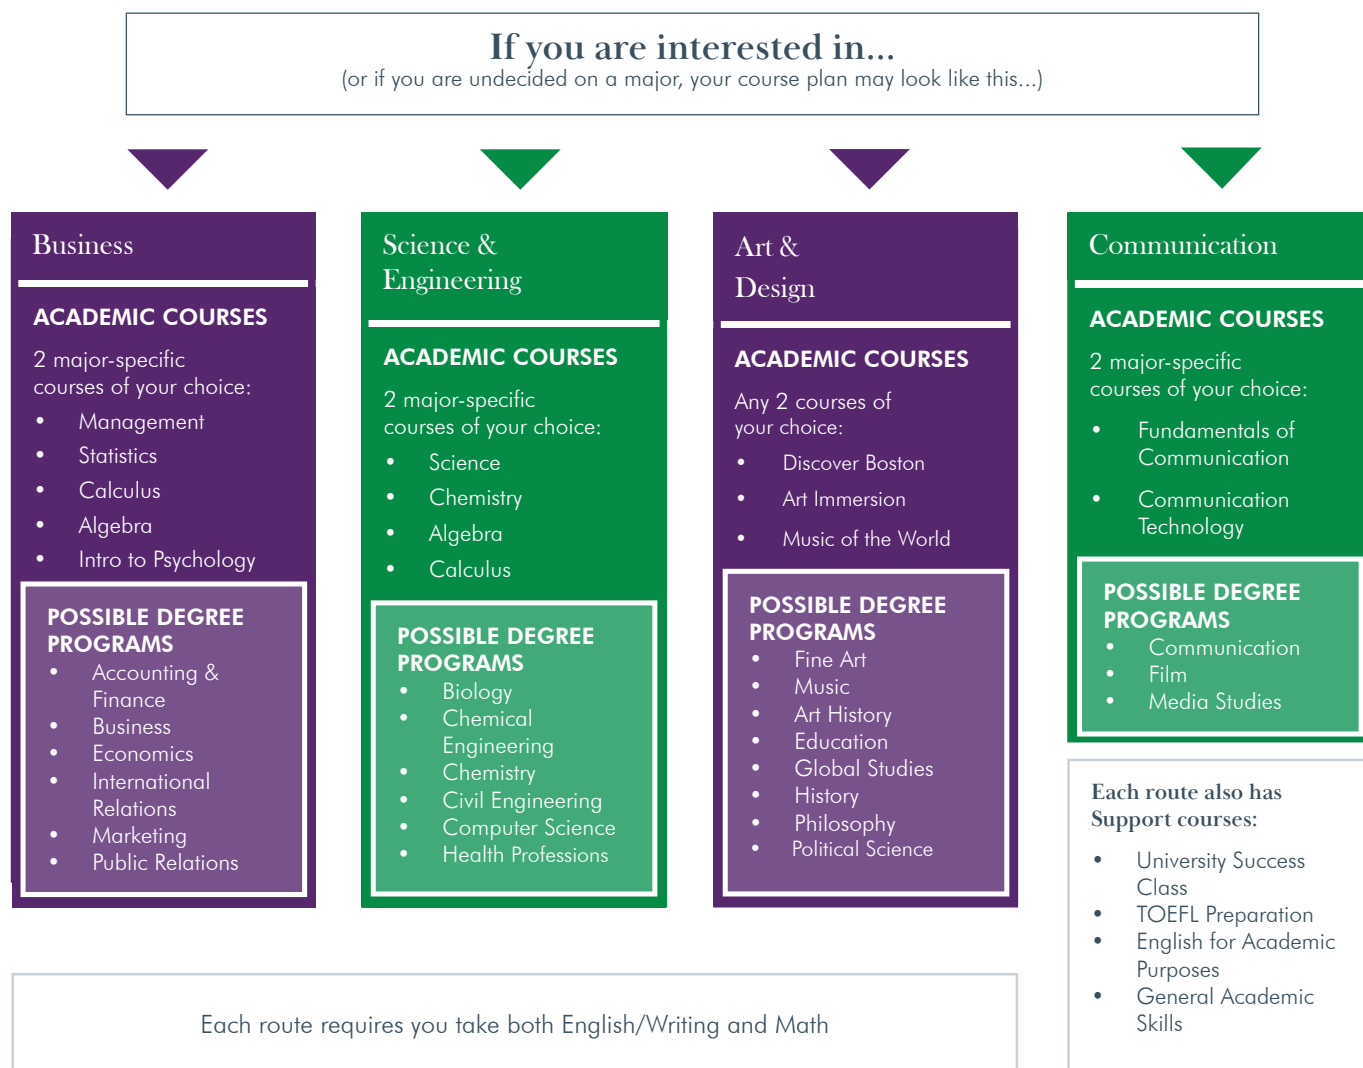 If you are interested in...
(or if you are undecided on a major, your course plan may look like this...)
Business
ACADEMIC COURSES
2 major-specific
courses of your choice:
• Management
• Statistics
• Calculus
• Algebra
• Intro to Psychology
POSSIBLE DEGREE
PROGRAMS
• Accounting &
Finance
• Business
• Economics
• International
Relations
• Marketing
• Public Relations
Science &
Engineering
ACADEMIC COURSES
2 major-specific
courses of your choice:
• Science
• Chemistry
• Algebra
• Calculus
POSSIBLE DEGREE
PROGRAMS
• Biology
• Chemical
Engineering
• Chemistry
• Civil Engineering
• Computer Science
• Health Professions
Art &
Design
ACADEMIC COURSES
Any 2 courses of
your choice:
• Discover Boston
• Art Immersion
• Music of the World
POSSIBLE DEGREE
PROGRAMS
• Fine Art
• Music
• Art History
• Education
• Global Studies
• History
• Philosophy
• Political Science
Communication
ACADEMIC COURSES
2 major-specific
courses of your choice:
• Fundamentals of
Communication
• Communication
Technology
POSSIBLE DEGREE
PROGRAMS
• Communication
• Film
• Media Studies
Each route also has
Support courses:
• University Success
Class
• TOEFL Preparation
• English for Academic
Purposes
• General Academic
Skills
Each route requires you take both English/Writing and Math